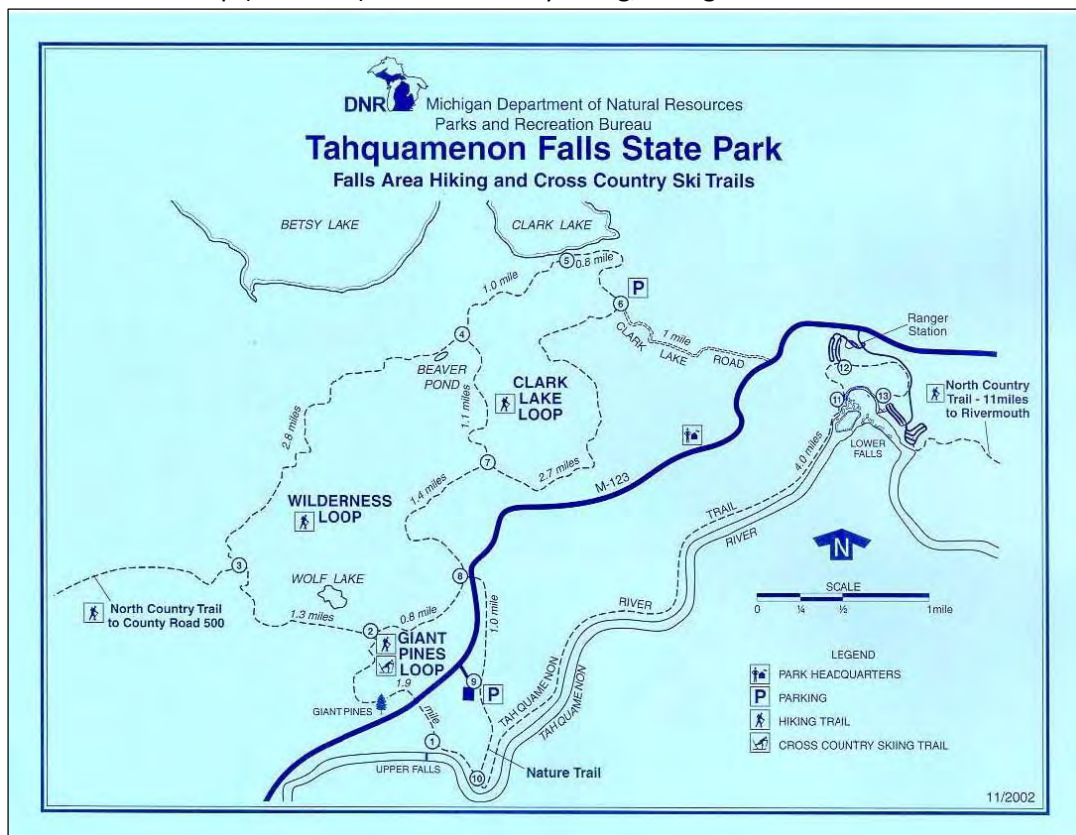 DNR
Michigan Department of Natural Resources
Parks and Recreation Bureau
Tahquamenon Falls State Park
Falls Area Hiking and Cross Country Ski Trails
BETSY LAKE
CLARK LAKE
5
0.8 mile
1.0 mile
P
6
4
1 mile
CLARK LAKE ROAD
Ranger
Station
BEAVER
POND
12
CLARK
LAKE
LOOP
11
13
North Country
Trail - 11miles
to Rivermouth
1.1 miles
2.8 miles
LOWER
FALLS
7
2.7 miles
M-123
4.0 miles
1.4 miles
WILDERNESS
LOOP
TRAIL
RIVER
N
3
WOLF LAKE
8
SCALE
0 ¼ ½ 1mile
North Country Trail
to County Road 500
1.3 miles
0.8 mile
1.0 mile
RIVER
2
GIANT
PINES
LOOP
LEGEND
PARK HEADQUARTERS
1.9 mile
9
P
PARKING
GIANT PINES
TAHQUAMENON
TAHQUAMENON
HIKING TRAIL
1
CROSS COUNTRY SKIING TRAIL
UPPER FALLS
10
Nature Trail
11/2002